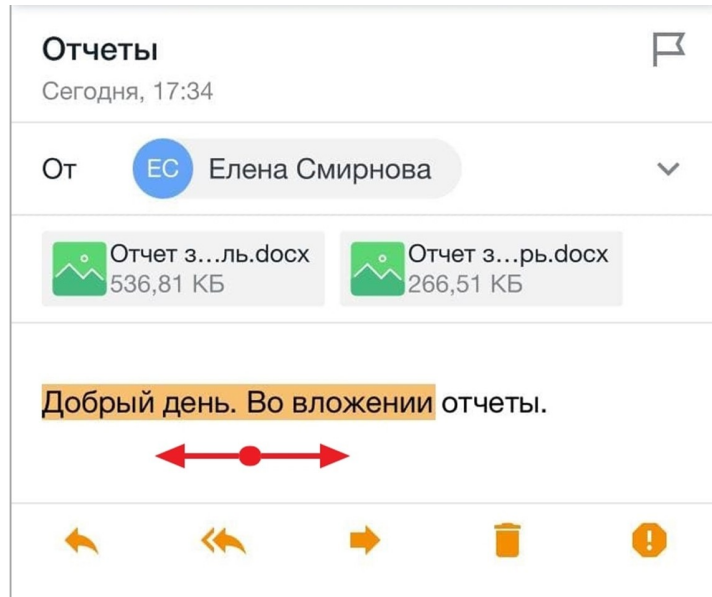 Отчеты
Сегодня, 17:34
От ЕС Елена Смирнова
Отчет з...ль.docx Отчет з...рь.docx
536,81 КБ 266,51 КБ
Добрый день. Во вложении отчеты.